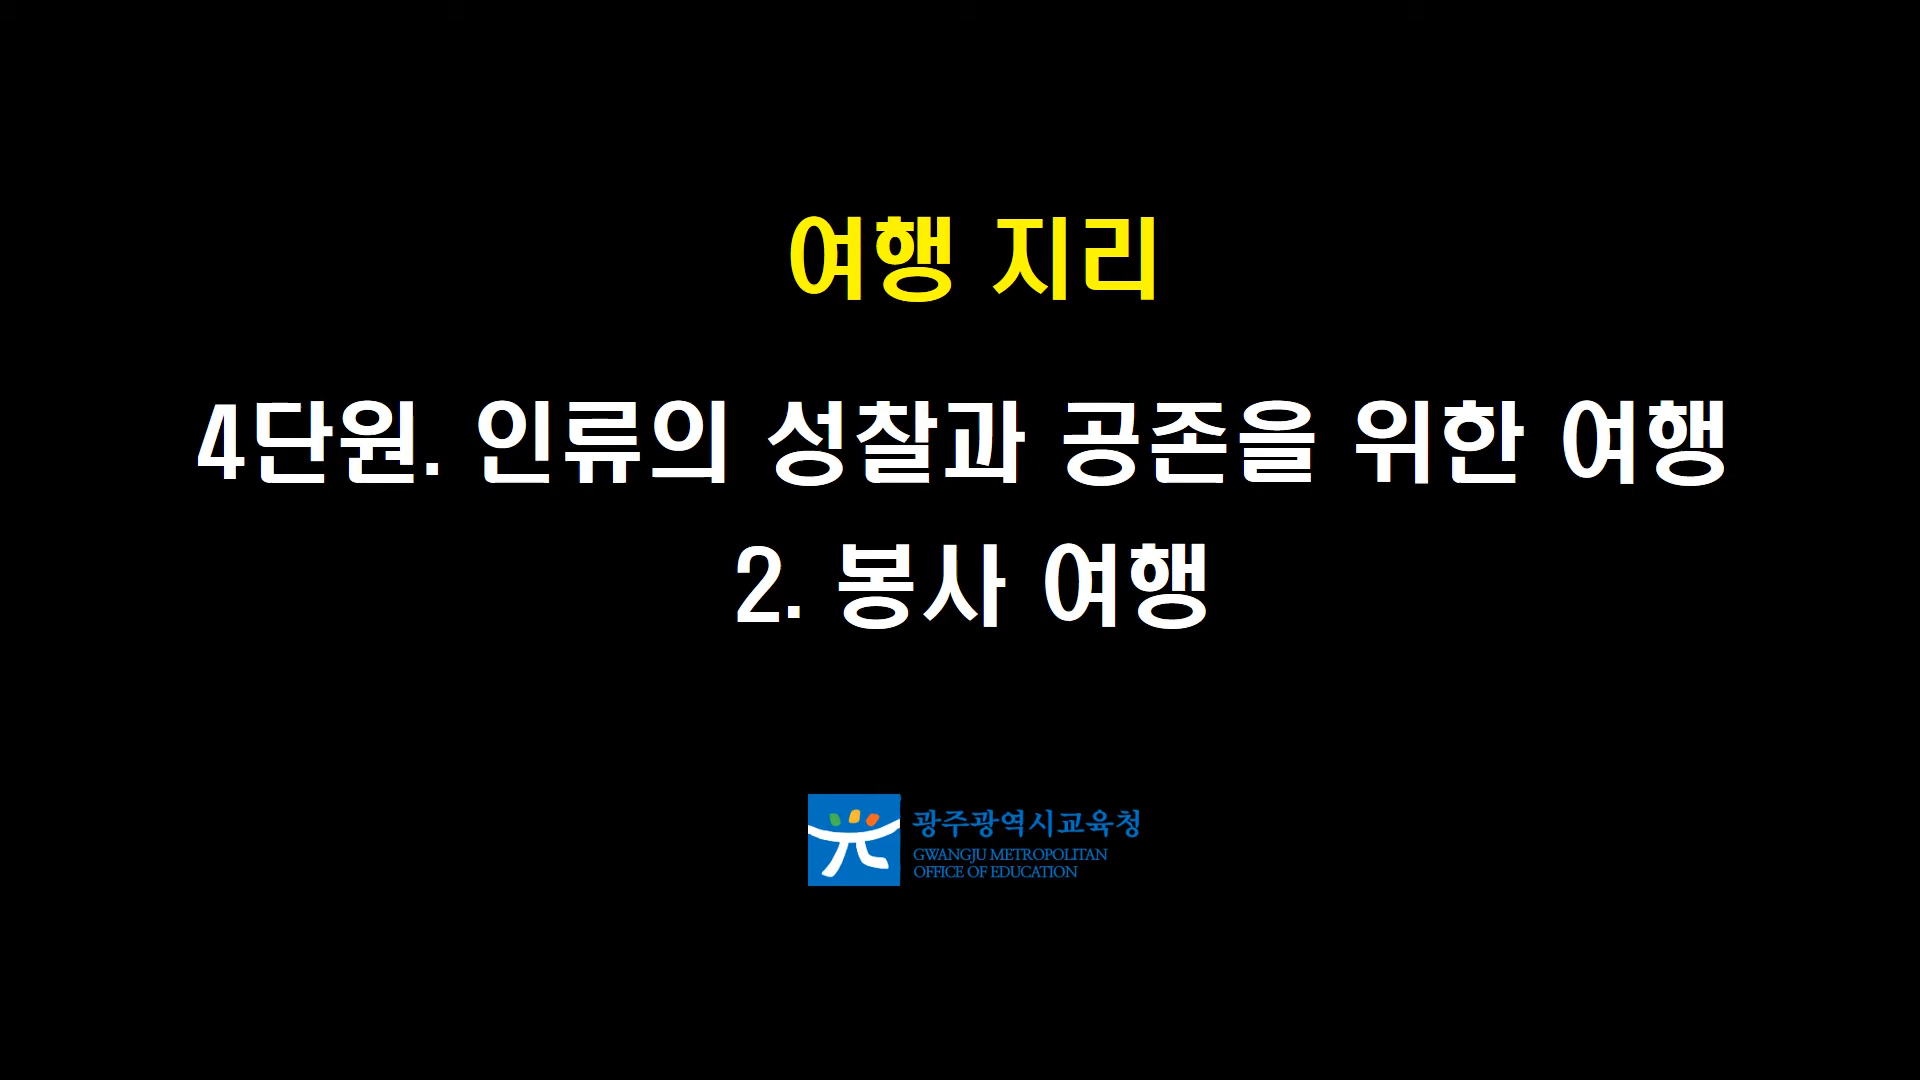 여행 지리
4단원. 인류의 성찰과 공존을 위한 여행
2. 봉사 여행
광주광역시교육청
GWANGJU METROPOLITAN
OFFICE OF EDUCATION